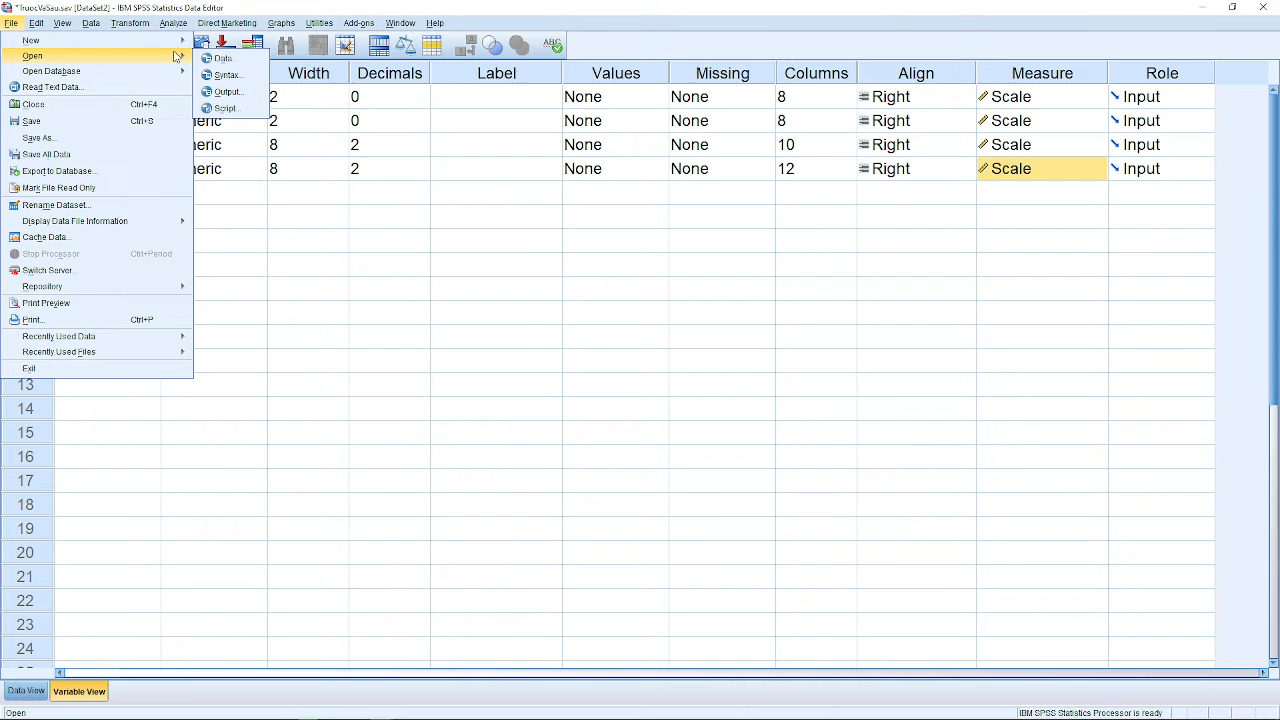 *TruocVaSau.sav [DataSet2] - IBM SPSS Statistics Data Editor
File Edit View Data Transform Analyze Direct Marketing Graphs Utilities Add-ons Window Help
New
Open
Open Database
Read Text Data...
Close Ctrl+F4
Save Ctrl+S
Save As...
Save All Data
Export to Database...
Mark File Read Only
Rename Dataset...
Display Data File Information
Cache Data...
Stop Processor Ctrl+Period
Switch Server...
Repository
Print Preview
Print... Ctrl+P
Recently Used Data
Recently Used Files
Exit
Data...
Syntax...
Output...
Script...
Width Decimals Label Values Missing Columns Align Measure Role
2 0 None None 8 Right Scale Input
neric 2 0 None None 8 Right Scale Input
neric 8 2 None None 10 Right Scale Input
neric 8 2 None None 12 Right Scale Input
13
14
15
16
17
18
19
20
21
22
23
24
Data View Variable View
Open IBM SPSS Statistics Processor is ready